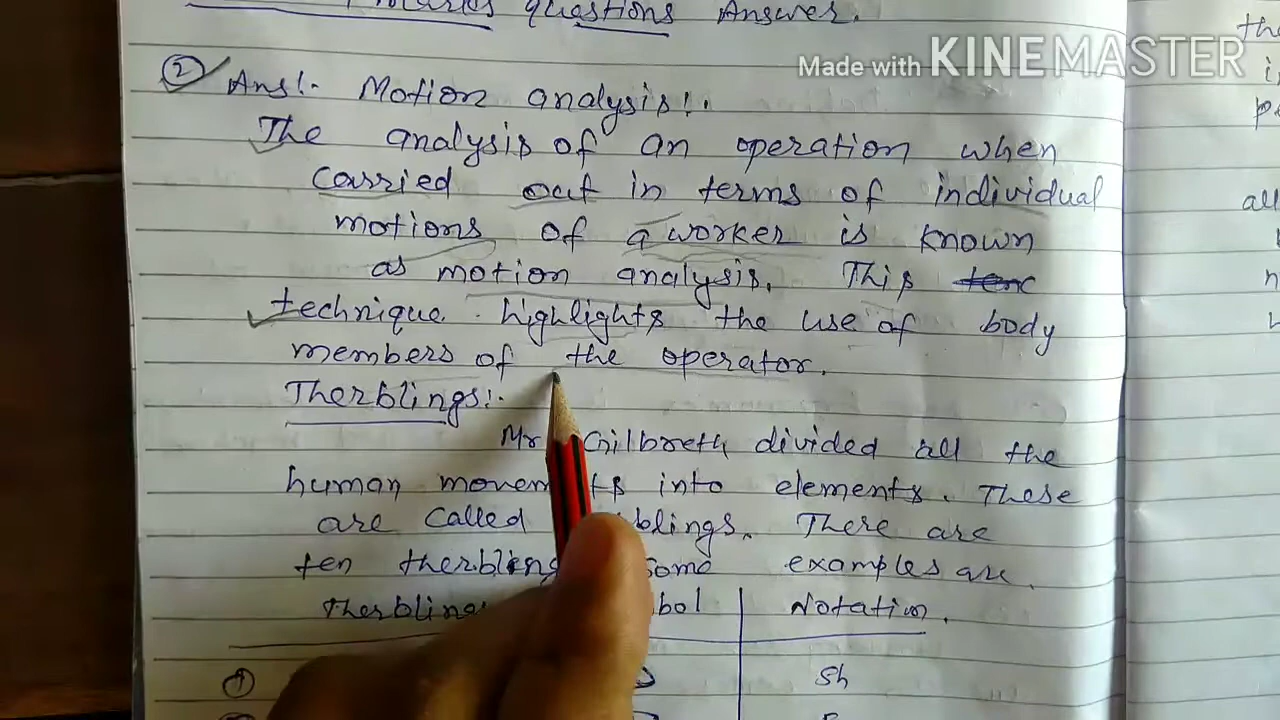 questions Answer.
Made with KINEMASTER
② Ans:- Motion analysis:-
The analysis of an operation when
carried out in terms of individual
motions of a worker is known
as motion analysis. This
technique highlights the use of body
members of the operator.
Therblings:-
Mr Gilbreth divided all the
human movements into elements. These
are called blings. There are
ten therbling some examples are.
Therbling bol Notation.
① Sh